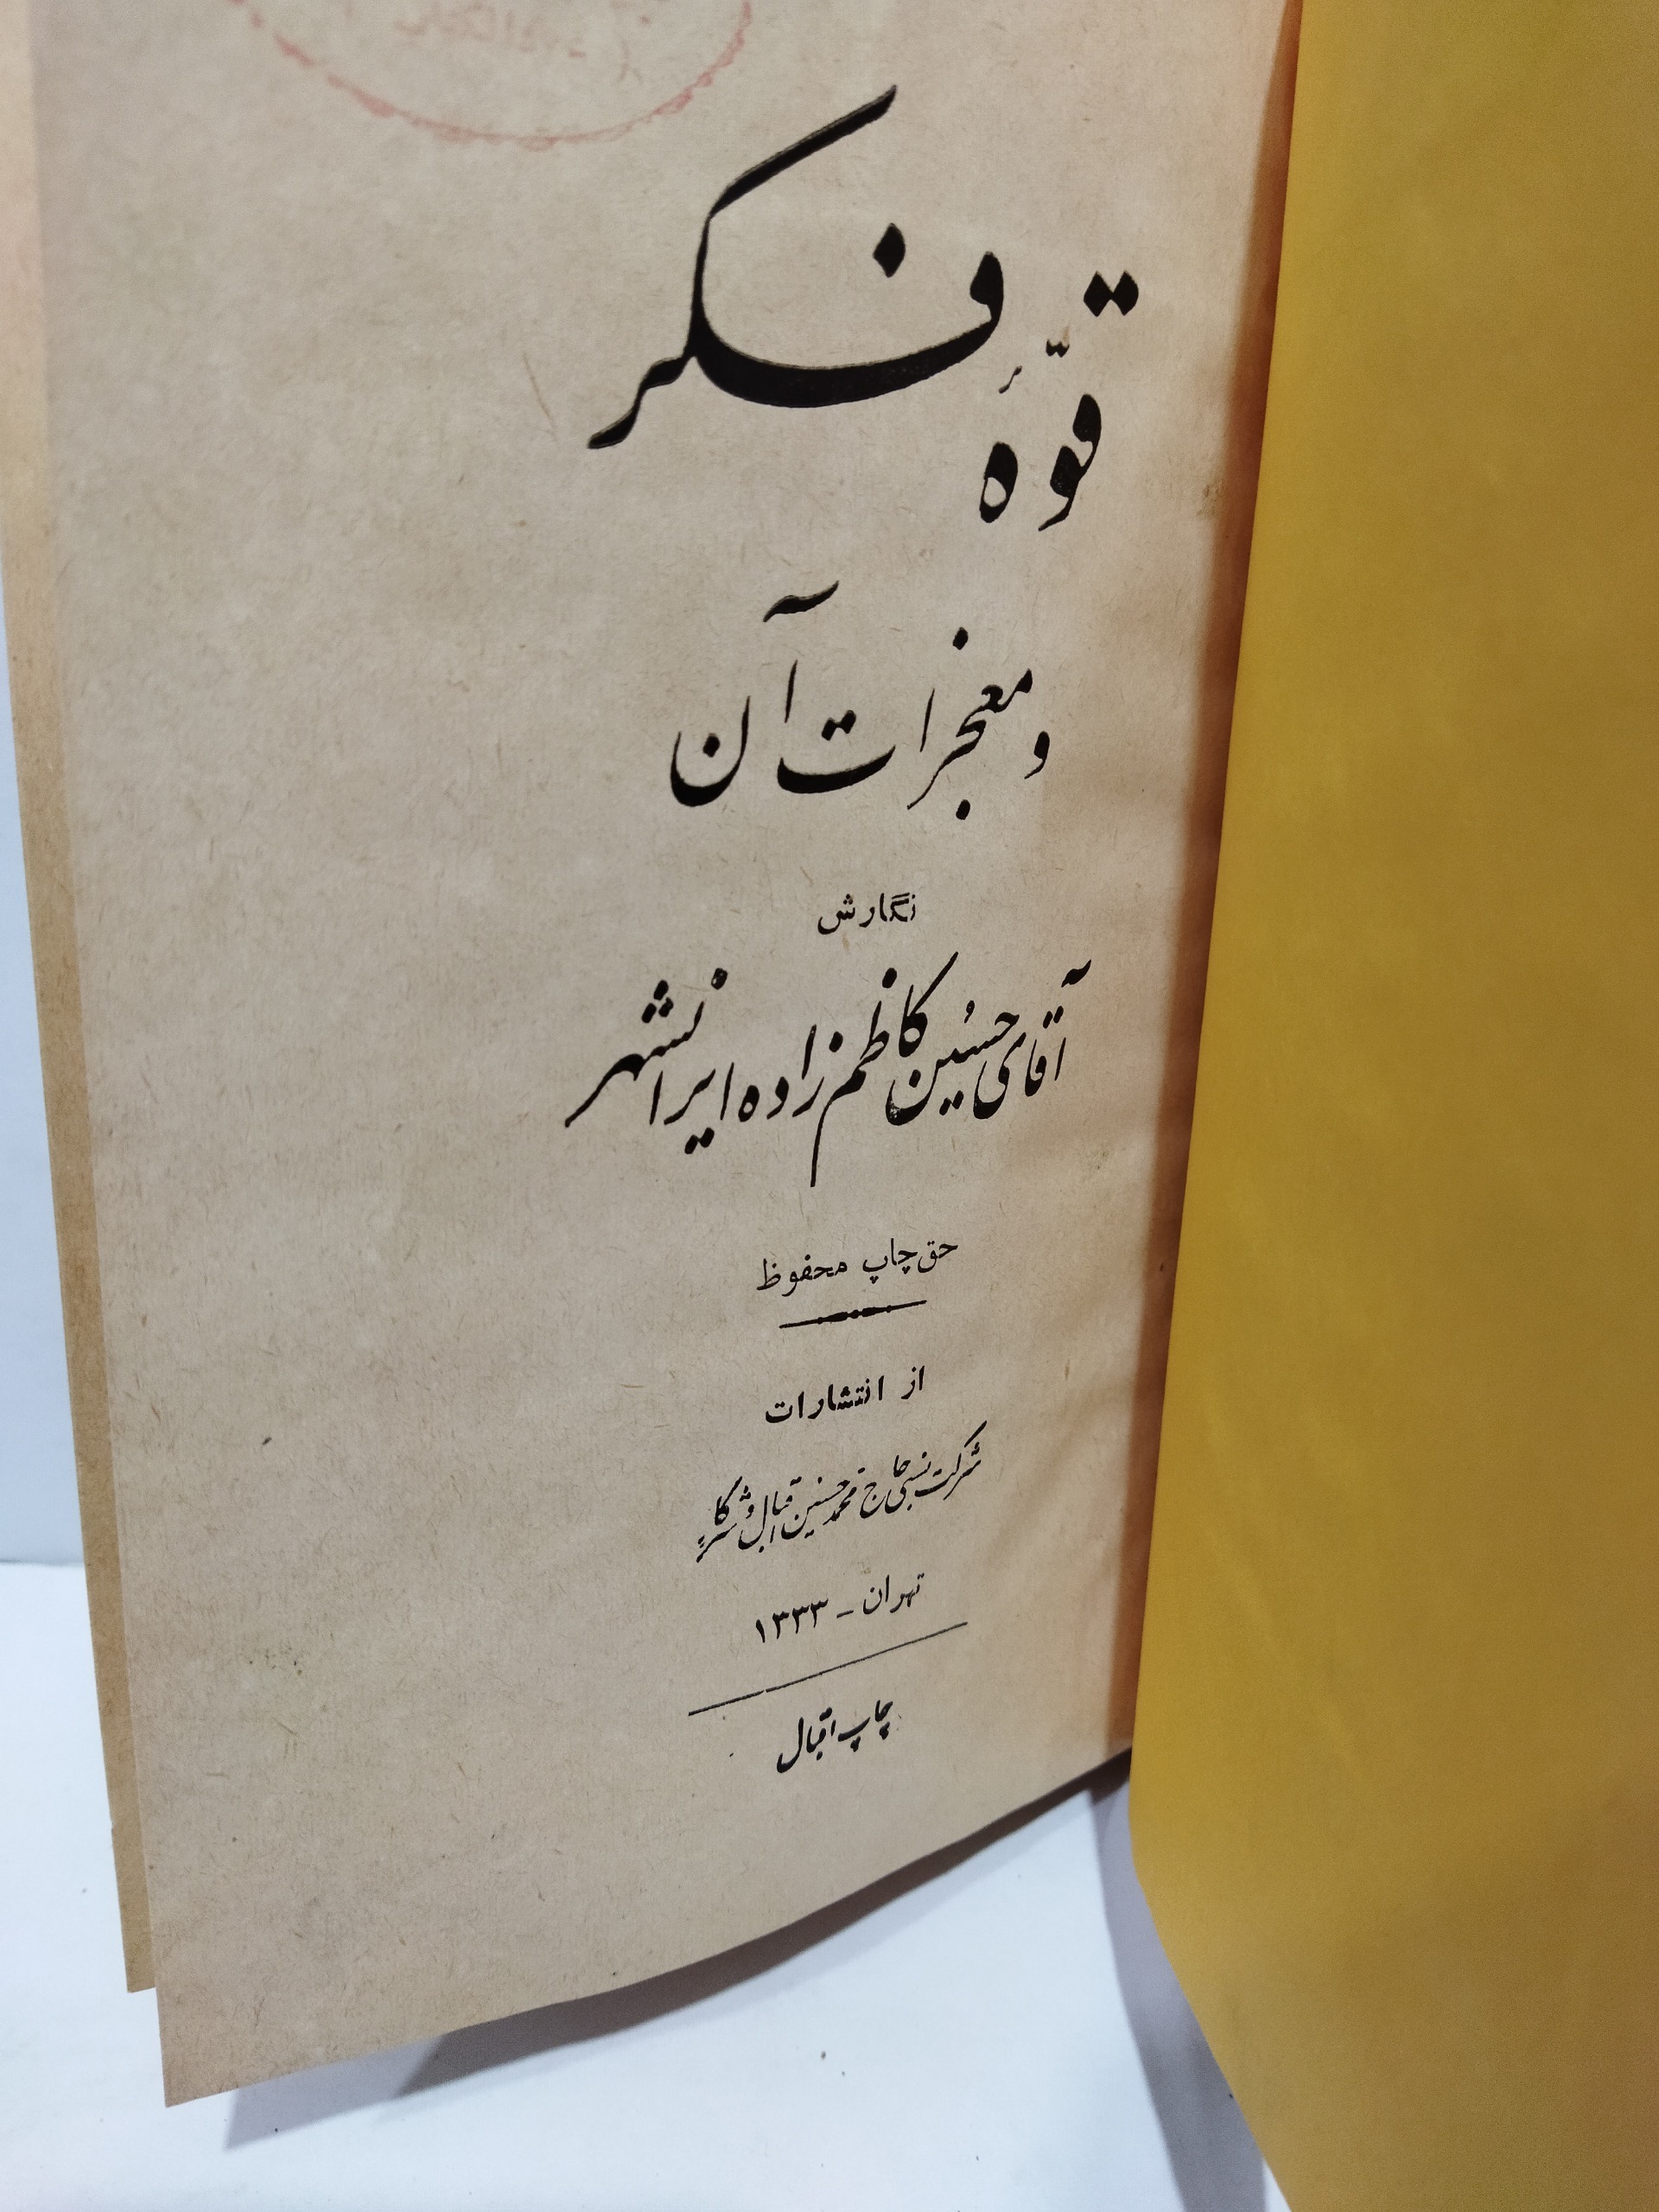 قوّهٔ فکر
و معجزات آن
نگارش
آقای حسین کاظم زاده ایرانشهر
حق چاپ محفوظ
از انتشارات
شرکت نسبی حاج محمد حسین اقبال و شرکاء
تهران - ۱۳۳۳
چاپ اقبال